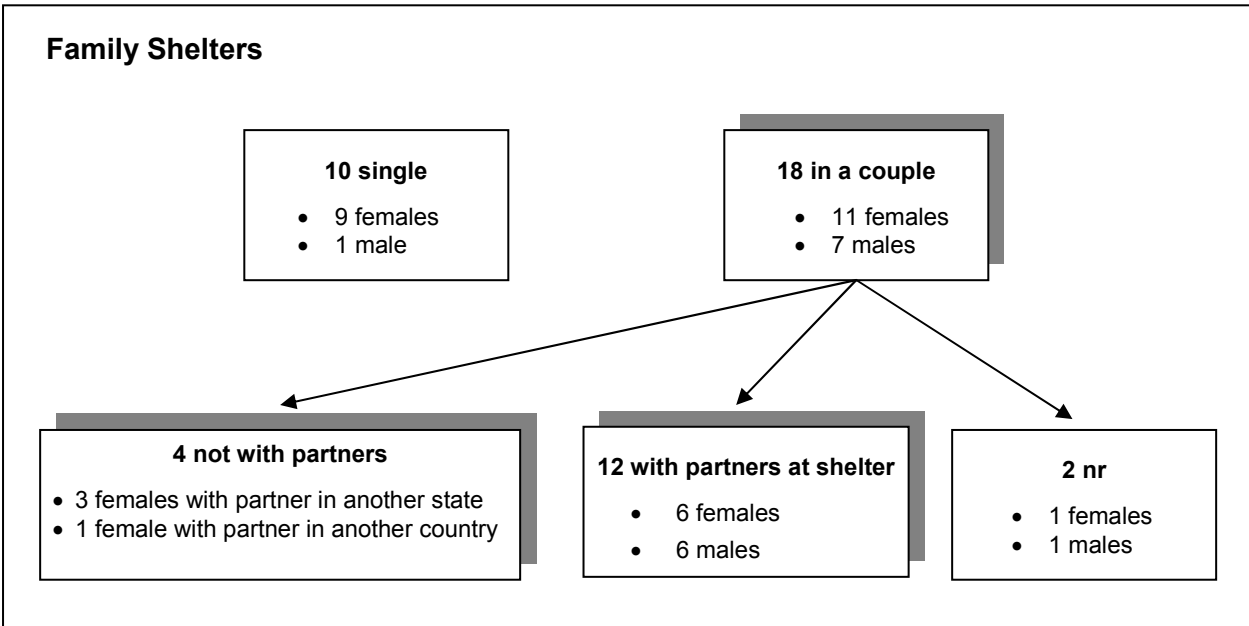 Family Shelters
10 single
• 9 females
• 1 male
18 in a couple
• 11 females
• 7 males
4 not with partners
• 3 females with partner in another state
• 1 female with partner in another country
12 with partners at shelter
• 6 females
• 6 males
2 nr
• 1 females
• 1 males